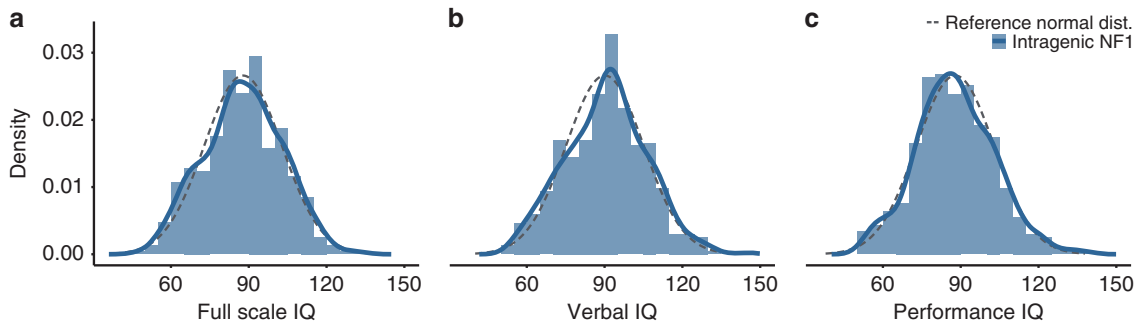 a
b
c
Reference normal dist.
Intragenic NF1
0.03
0.02
0.01
0.00
Density
60 90 120 150
60 90 120 150
60 90 120 150
Full scale IQ
Verbal IQ
Performance IQ